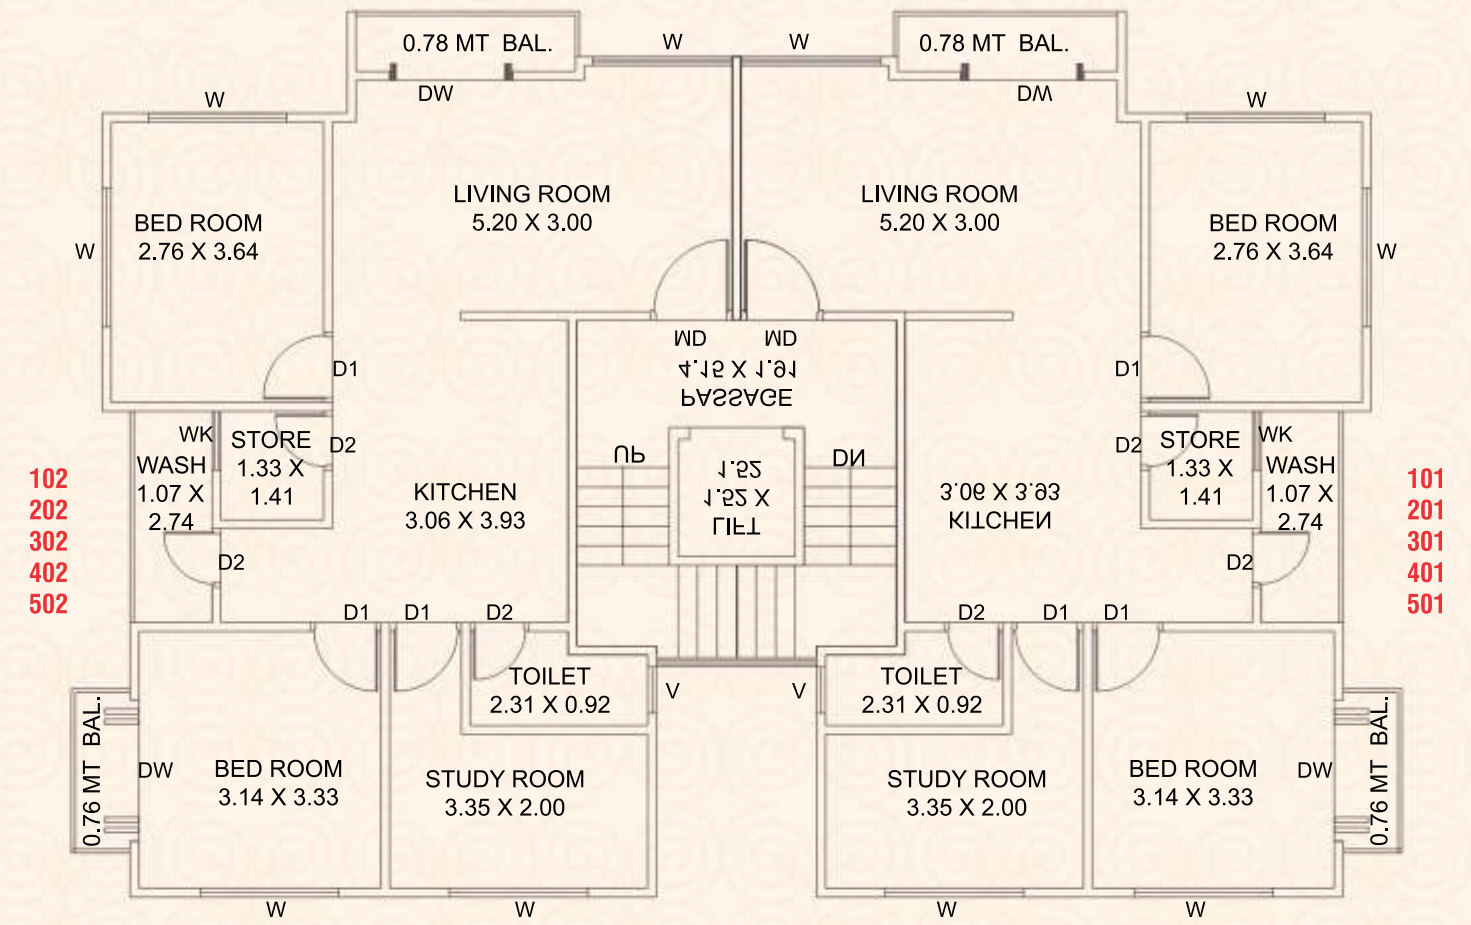 0.78 MT BAL.
W
W
0.78 MT BAL.
DW
DW
W
W
LIVING ROOM
5.20 X 3.00
LIVING ROOM
5.20 X 3.00
BED ROOM
2.76 X 3.64
W
BED ROOM
2.76 X 3.64
W
MD
MD
4.15 X 1.91
PASSAGE
D1
D1
WK
STORE
1.33 X
1.41
D2
WASH
1.07 X
2.74
UP
DN
1.52
1.52 X
LIFT
D2
STORE
1.33 X
1.41
WK
WASH
1.07 X
2.74
102
202
302
402
502
KITCHEN
3.06 X 3.93
3.06 X 3.93
KITCHEN
101
201
301
401
501
D2
D2
D1
D1
D2
D2
D1
D1
TOILET
2.31 X 0.92
V
V
TOILET
2.31 X 0.92
0.76 MT BAL.
DW
BED ROOM
3.14 X 3.33
STUDY ROOM
3.35 X 2.00
STUDY ROOM
3.35 X 2.00
BED ROOM
3.14 X 3.33
DW
0.76 MT BAL.
W
W
W
W